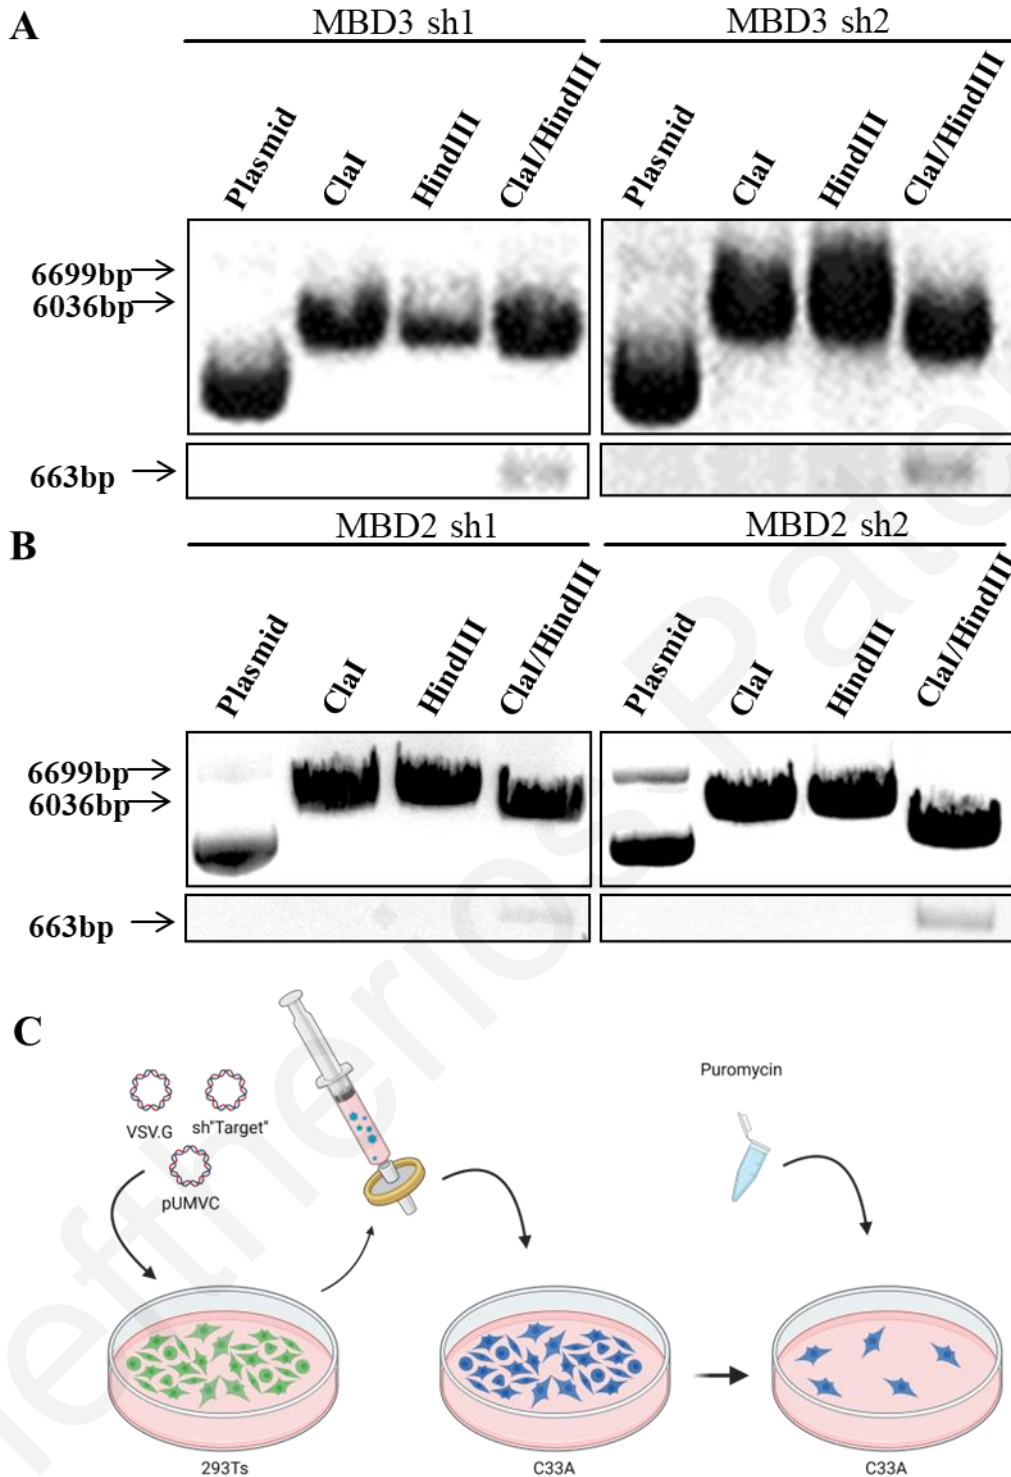 A
MBD3 sh1 MBD3 sh2
Plasmid ClaI HindIII ClaI/HindIII Plasmid ClaI HindIII ClaI/HindIII
6699bp
6036bp
663bp
B
MBD2 sh1 MBD2 sh2
Plasmid ClaI HindIII ClaI/HindIII Plasmid ClaI HindIII ClaI/HindIII
6699bp
6036bp
663bp
C
VSV.G sh"Target"
pUMVC
Puromycin
293Ts C33A C33A